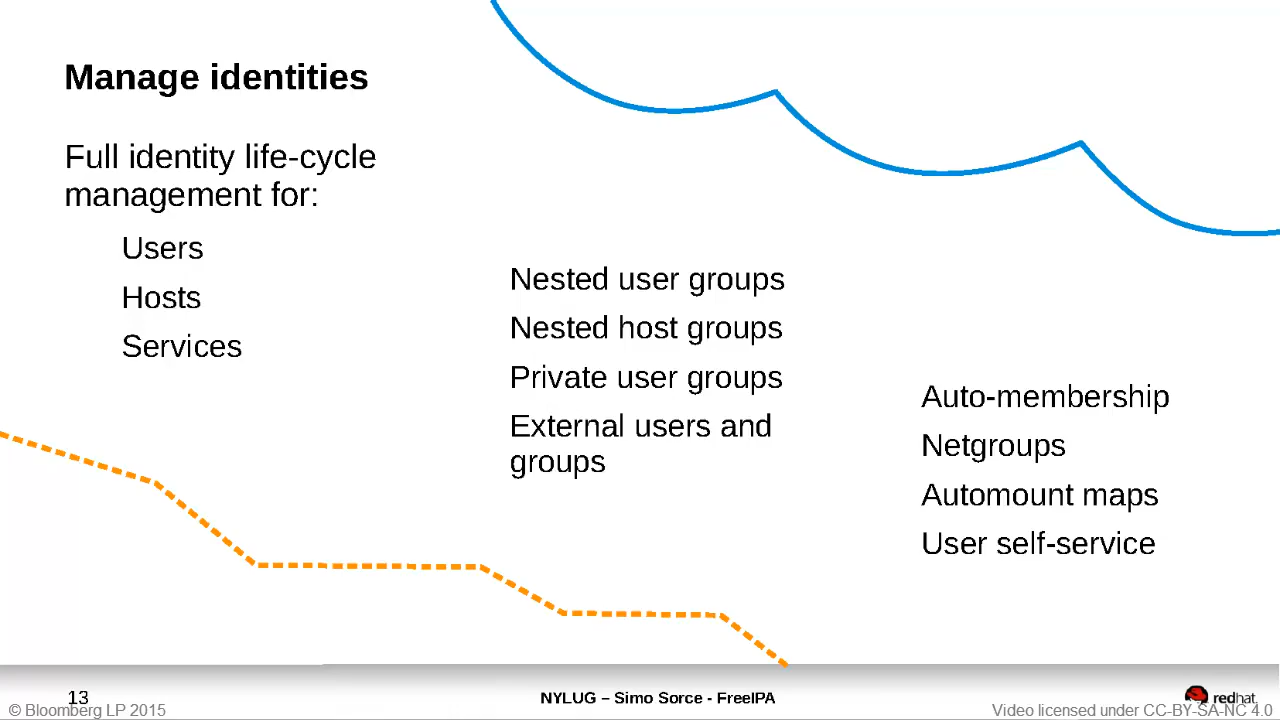 Manage identities
Full identity life-cycle
management for:
Users
Hosts
Services
Nested user groups
Nested host groups
Private user groups
External users and
groups
Auto-membership
Netgroups
Automount maps
User self-service
13
NYLUG – Simo Sorce - FreeIPA
redhat
© Bloomberg LP 2015
Video licensed under CC-BY-SA-NC 4.0